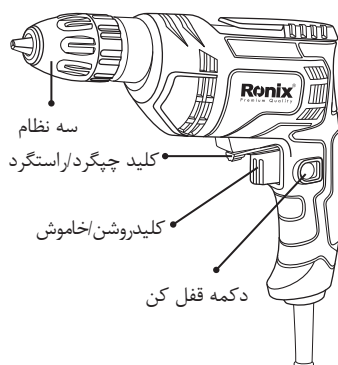 Ronix®
Premium Quality
سه نظام
کلید چپگرد/راستگرد
کلیدروشن/خاموش
دکمه قفل کن